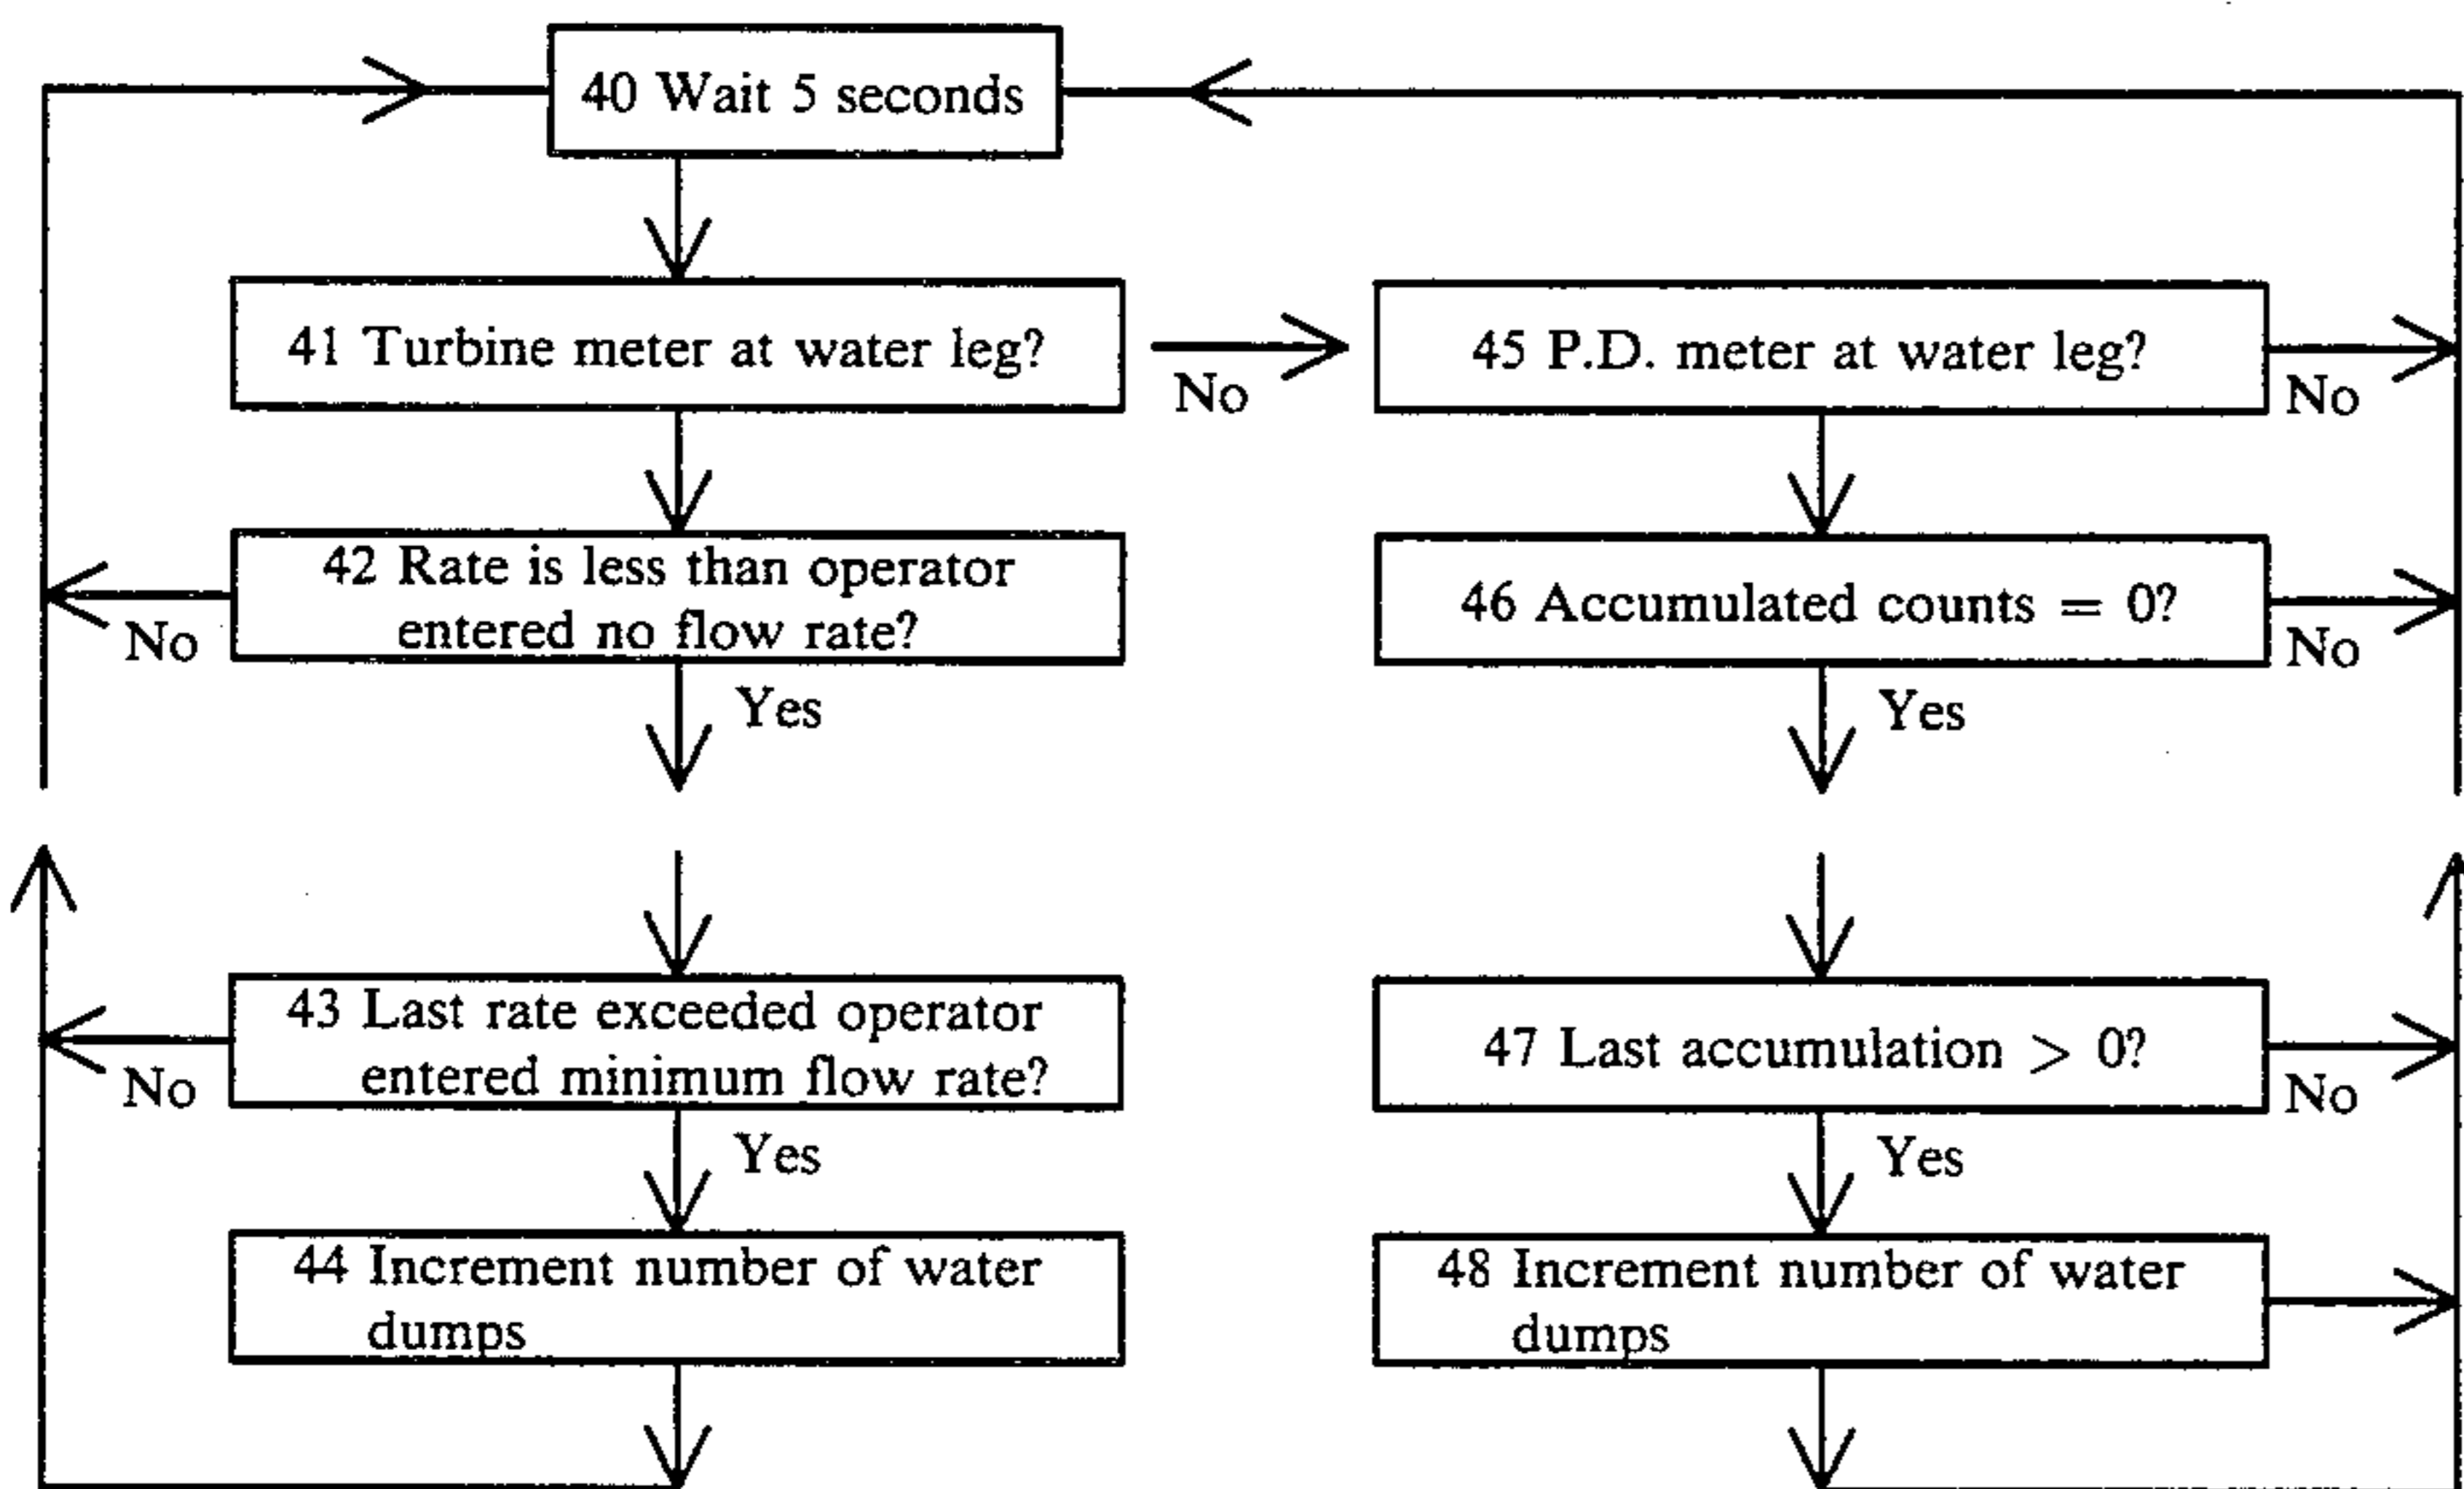 40 Wait 5 seconds
41 Turbine meter at water leg?
No
45 P.D. meter at water leg?
No
42 Rate is less than operator
entered no flow rate?
No
Yes
46 Accumulated counts = 0?
No
Yes
43 Last rate exceeded operator
entered minimum flow rate?
No
Yes
47 Last accumulation > 0?
No
Yes
44 Increment number of water
dumps
48 Increment number of water
dumps